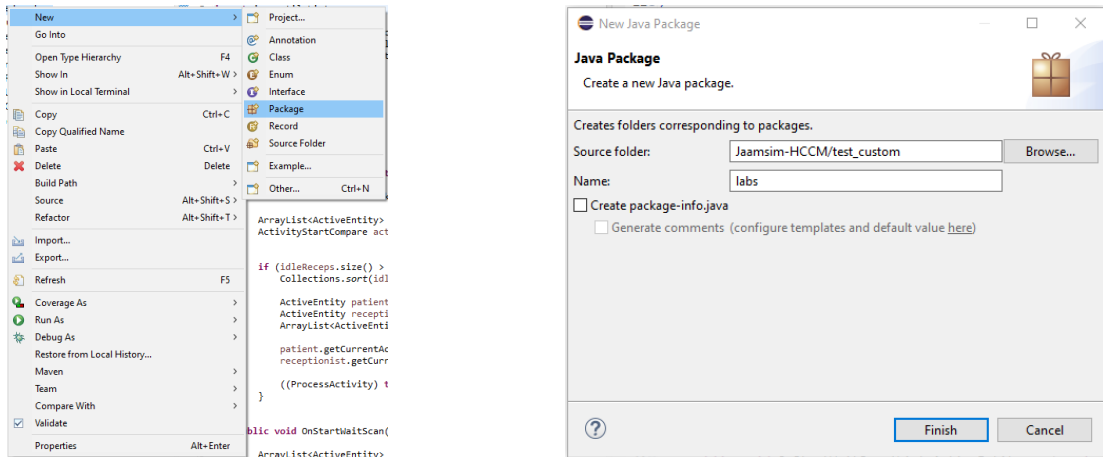 New
Go Into
Open Type Hierarchy F4
Show In Alt+Shift+W >
Show in Local Terminal
Copy Ctrl+C
Copy Qualified Name
Paste Ctrl+V
Delete Delete
Build Path
Source Alt+Shift+S >
Refactor Alt+Shift+T >
Import...
Export...
Refresh F5
Coverage As
Run As
Debug As
Restore from Local History...
Maven
Team
Compare With
Validate
Properties Alt+Enter
Project...
Annotation
Class
Enum
Interface
Package
Record
Source Folder
Example...
Other... Ctrl+N
ArrayList<ActiveEntity>
ActivityStartCompare act
if (idleReceps.size() >
Collections.sort(idl
ActiveEntity patient
ActiveEntity recepti
ArrayList<ActiveEnti
patient.getCurrentAc
receptionist.getCurr
((ProcessActivity) t
}
blic void OnStartWaitScan(
ArrayList<ActiveEntity>
New Java Package
Java Package
Create a new Java package.
Creates folders corresponding to packages.
Source folder: Jaamsim-HCCM/test_custom Browse...
Name: labs
Create package-info.java
Generate comments (configure templates and default value here)
Finish Cancel